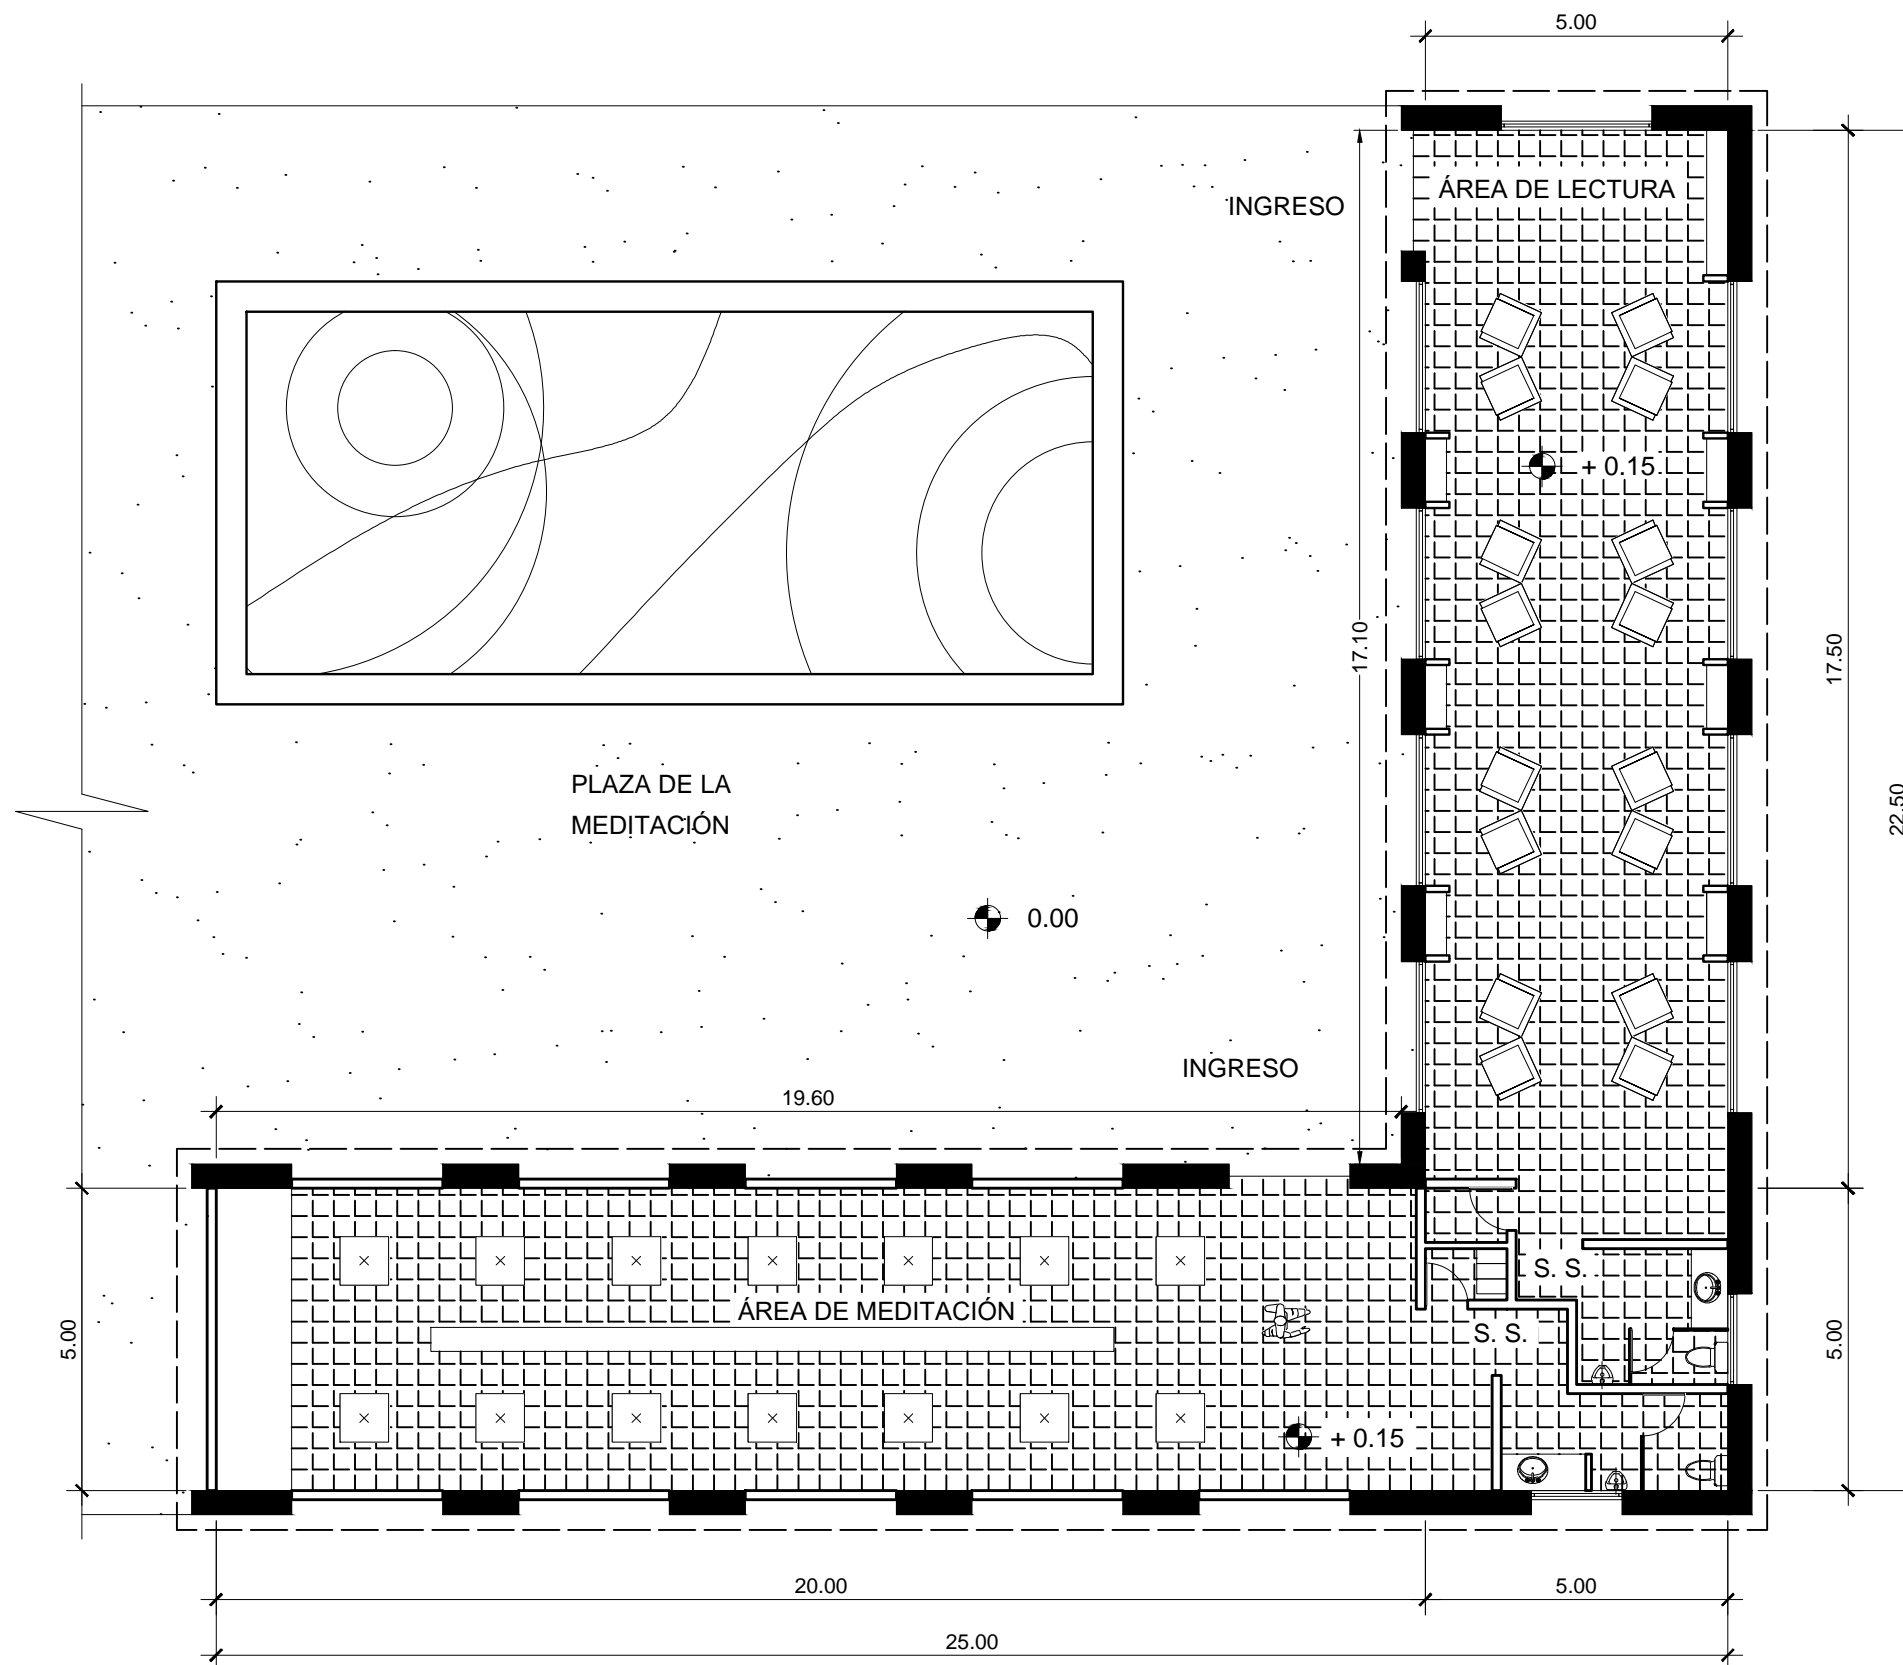 5.00
ÁREA DE LECTURA
INGRESO
+ 0.15
17.10
17.50
PLAZA DE LA
MEDITACIÓN
22.50
0.00
INGRESO
19.60
S. S.
ÁREA DE MEDITACIÓN
S. S.
5.00
5.00
+ 0.15
20.00
5.00
25.00